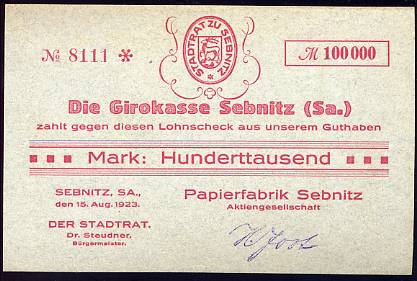 № 8111 *
STADTRAT ZU SEBNITZ *
M 100 000
Die Girokasse Sebnitz (Sa.)
zahlt gegen diesen Lohnscheck aus unserem Guthaben
Mark: Hunderttausend
SEBNITZ, SA.,
den 15. Aug. 1923.
DER STADTRAT.
Dr. Steudner.
Bürgermeister.
Papierfabrik Sebnitz
Aktiengesellschaft